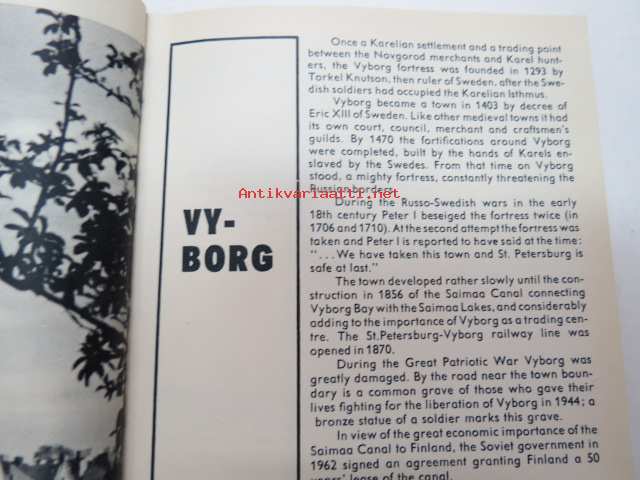 Once a Karelian settlement and a trading point
between the Novgorod merchants and Karel hunt-
ers, the Vyborg fortress was founded in 1293 by
Torkel Knutson, then ruler of Sweden, after the Swe-
dish soldiers had occupied the Karelian Isthmus.
Vyborg became a town in 1403 by decree of
Eric XIII of Sweden. Like other medieval towns it had
its own court, council, merchant and craftsmen's
guilds. By 1470 the fortifications around Vyborg
were completed, built by the hands of Karels en-
slaved by the Swedes. From that time on Vyborg
stood, a mighty fortress, constantly threatening the
Russian borders.
Antikvariaatti.net
During the Russo-Swedish wars in the early
18th century Peter I beseiged the fortress twice (in
1706 and 1710). At the second attempt the fortress was
taken and Peter I is reported to have said at the time:
"...We have taken this town and St. Petersburg is
safe at last."
The town developed rather slowly until the con-
struction in 1856 of the Saimaa Canal connecting
Vyborg Bay with the Saimaa Lakes, and considerably
adding to the importance of Vyborg as a trading cen-
tre. The St.Petersburg-Vyborg railway line was
opened in 1870.
During the Great Patriotic War Vyborg was
greatly damaged. By the road near the town boun-
dary is a common grave of those who gave their
lives fighting for the liberation of Vyborg in 1944; a
bronze statue of a soldier marks this grave.
In view of the great economic importance of the
Saimaa Canal to Finland, the Soviet government in
1962 signed an agreement granting Finland a 50
years' lease of the canal.
VY-
BORG